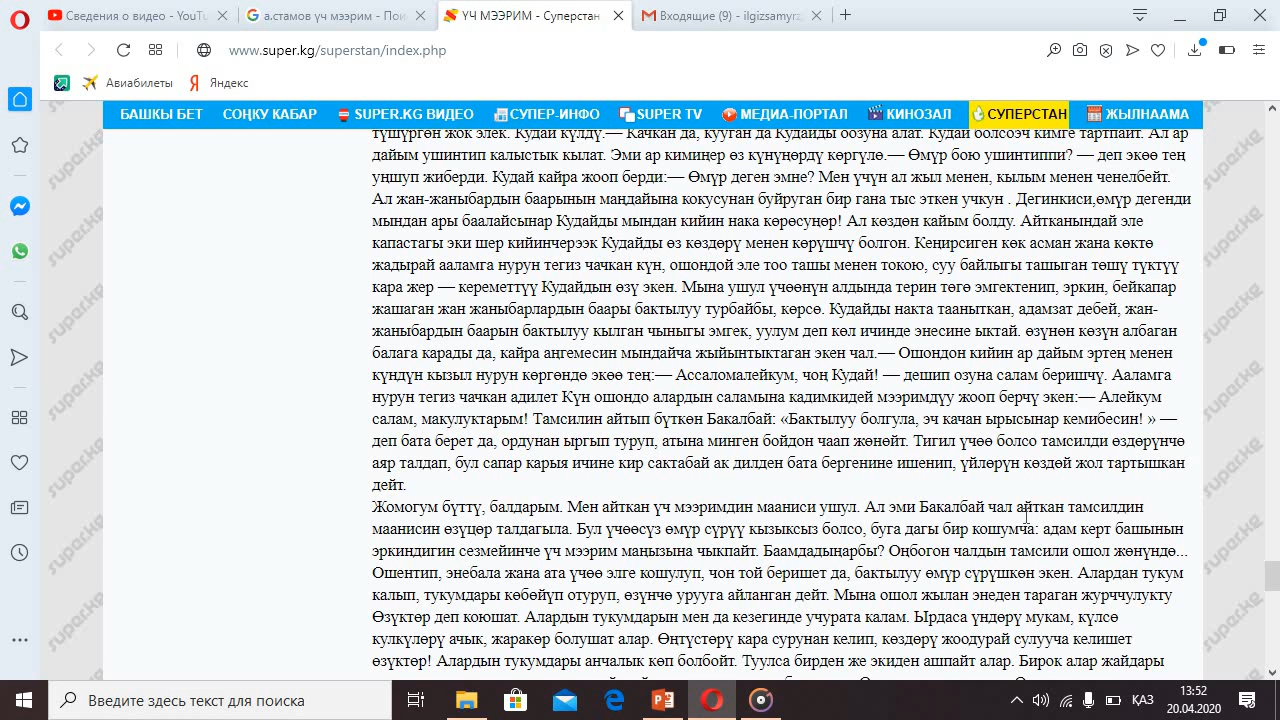 Сведения о видео - YouTu
а.стамов үч мээрим - Пои
ҮЧ МЭЭРИМ - Суперстан
Входящие (9) - ilgizsamyrz
www.super.kg/superstan/index.php
Авиабилеты
Яндекс
БАШКЫ БЕТ СОҢКУ КАБАР SUPER.KG ВИДЕО СУПЕР-ИНФО SUPER TV МЕДИА-ПОРТАЛ КИНОЗАЛ СУПЕРСТАН ЖЫЛНААМА
түшүргөн жок элек. Кудай күлдү.— Качкан да, кууган да Кудайды оозуна алат. Кудай болсоэч кимге тартпайт. Ал ар
дайым ушинтип калыстык кылат. Эми ар кимиңер өз күнүңөрдү көргүлө.— Өмүр бою ушинтиппи? — деп экөө тең
уңшуп жиберди. Кудай кайра жооп берди:— Өмүр деген эмне? Мен үчүн ал жыл менен, кылым менен ченелбейт.
Ал жан-жаныбардын баарынын маңдайына кокусунан буйруган бир гана тыс эткен учкун . Дегинкиси,өмүр дегенди
мындан ары баалайсынар Кудайды мындан кийин нака көрөсуңөр! Ал көздөн кайым болду. Айтканындай эле
капастагы эки шер кийинчерээк Кудайды өз көздөрү менен көрүшчү болгон. Кеңирсиген көк асман жана көктө
жадырай ааламга нурун тегиз чачкан күн, ошондой эле тоо ташы менен токою, суу байлыгы ташыган төшү түктүү
кара жер — кереметтүү Кудайдын өзү экен. Мына ушул үчөөнүн алдында терин төгө эмгектенип, эркин, бейкапар
жашаган жан жаныбарлардын баары бактылуу турбайбы, көрсө. Кудайды накта тааныткан, адамзат дебей, жан-
жаныбардын баарын бактылуу кылган чыныгы эмгек, уулум деп көл ичинде энесине ыктай. өзүнөн көзүн албаган
балага карады да, кайра аңгемесин мындайча жыйынтыктаган экен чал.— Ошондон кийин ар дайым эртең менен
күндүн кызыл нурун көргөндө экөө тең:— Ассаломалейкум, чоң Кудай! — дешип озуна салам беришчү. Ааламга
нурун тегиз чачкан адилет Күн ошондо алардын саламына кадимкидей мээримдүү жооп берчү экен:— Алейкум
салам, макулуктарым! Тамсилин айтып бүткөн Бакалбай: «Бактылуу болгула, эч качан ырысынар кемибесин! » —
деп бата берет да, ордунан ыргып туруп, атына минген бойдон чаап жөнөйт. Тигил үчөө болсо тамсилди өздөрүнчө
аяр талдап, бул сапар карыя ичине кир сактабай ак дилден бата бергенине ишенип, үйлөрүн көздөй жол тартышкан
дейт.
Жомогум бүттү, балдарым. Мен айткан үч мээримдин мааниси ушул. Ал эми Бакалбай чал айткан тамсилдин
маанисин өзүцөр талдагыла. Бул үчөөсүз өмүр сүрүү кызыксыз болсо, буга дагы бир кошумча: адам керт башынын
эркиндигин сезмейинче үч мээрим маңызына чыкпайт. Баамдадыңарбы? Оңбогон чалдын тамсили ошол жөнүндө...
Ошентип, энебала жана ата үчөө элге кошулуп, чон той беришет да, бактылуу өмүр сүрүшкөн экен. Алардан тукум
калып, тукумдары көбөйүп отуруп, өзүнчө урууга айланган дейт. Мына ошол жылан энеден тараган журччулукту
Өзүктөр деп коюшат. Алардын тукумдарын мен да кезегинде учурата калам. Ырдаса үндөрү мукам, күлсө
кулкүлөрү ачык, жаракөр болушат алар. Өңтүстөрү кара сурунан келип, көздөрү жоодурай сулууча келишет
өзүктөр! Алардын тукумдары анчалык көп болбойт. Туулса бирден же экиден ашпайт алар. Бирок алар жайдары
Введите здесь текст для поиска
ҚАЗ
13:52
20.04.2020
super.kg